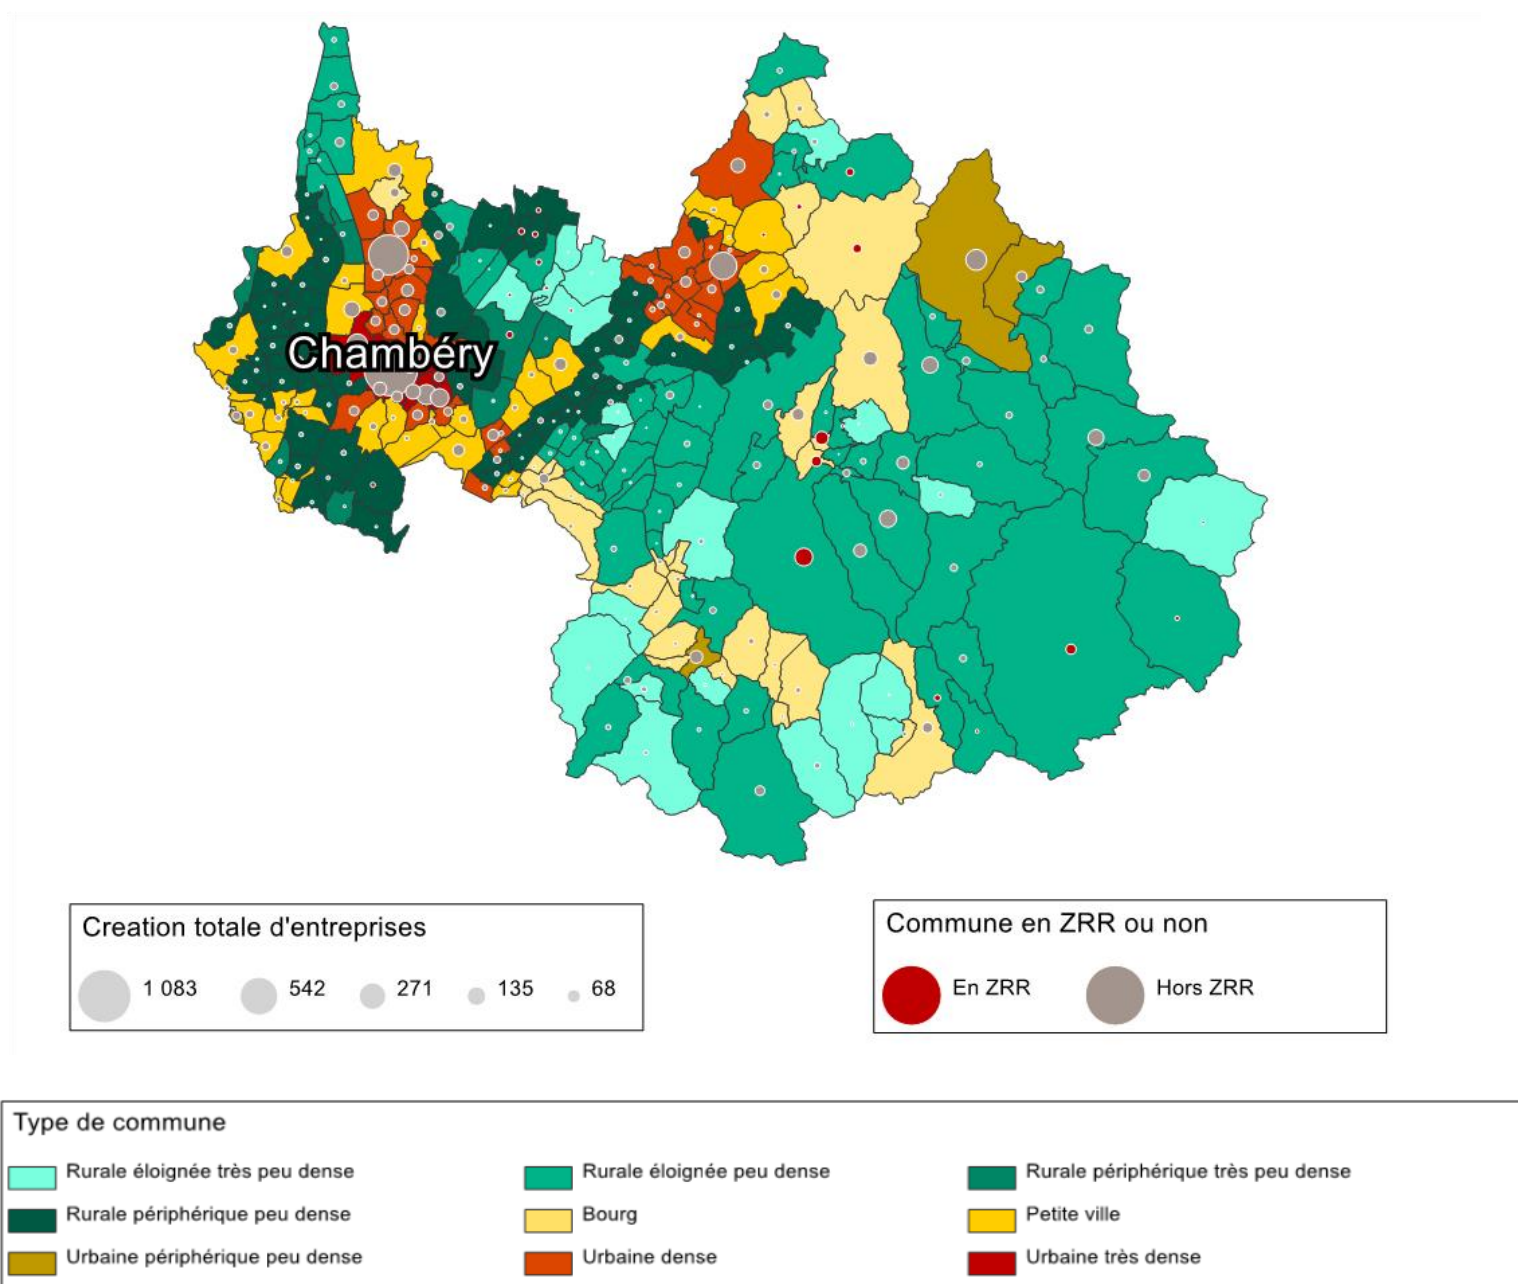 Chambéry
Creation totale d'entreprises
1 083 542 271 135 68
Commune en ZRR ou non
En ZRR Hors ZRR
Type de commune
Rurale éloignée très peu dense Rurale éloignée peu dense Rurale périphérique très peu dense
Rurale périphérique peu dense Bourg Petite ville
Urbaine périphérique peu dense Urbaine dense Urbaine très dense